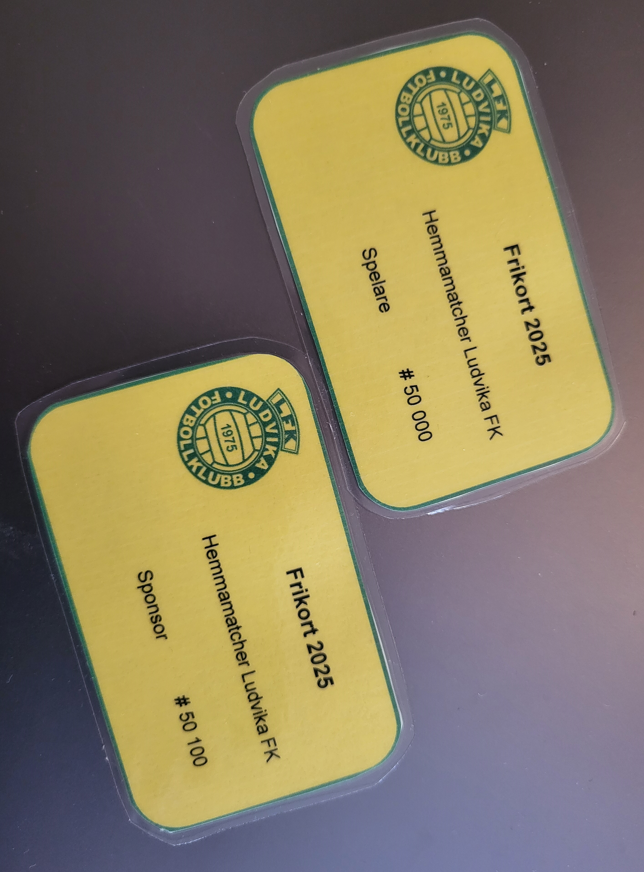 LFK
LUDVIKA
FOTBOLLKLUBB
1975
Frikort 2025
Hemmamatcher Ludvika FK
Spelare
# 50 000
LFK
LUDVIKA
FOTBOLLKLUBB
1975
Frikort 2025
Hemmamatcher Ludvika FK
Sponsor
# 50 100